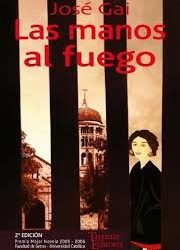 José Gai
Las manos
al fuego
2ª EDICIÓN
Premio Mejor Novela 2005 - 2006
Facultad de Letras - Universidad Católica